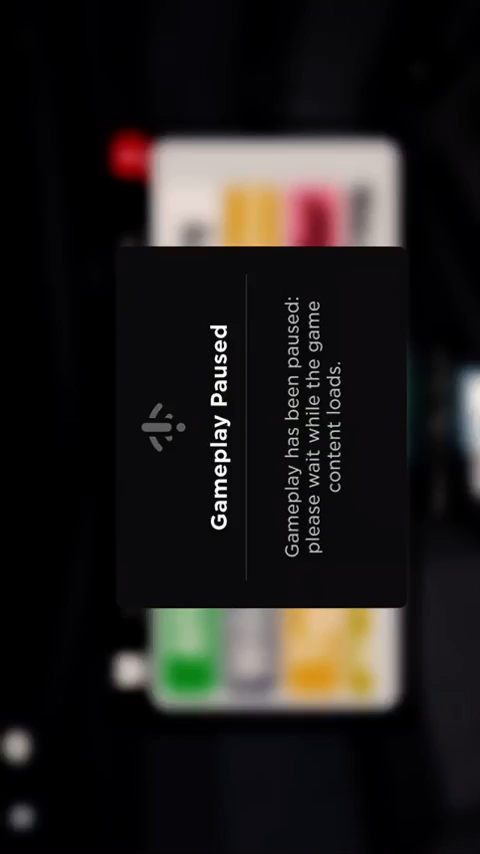 Gameplay Paused
Gameplay has been paused:
please wait while the game
content loads.